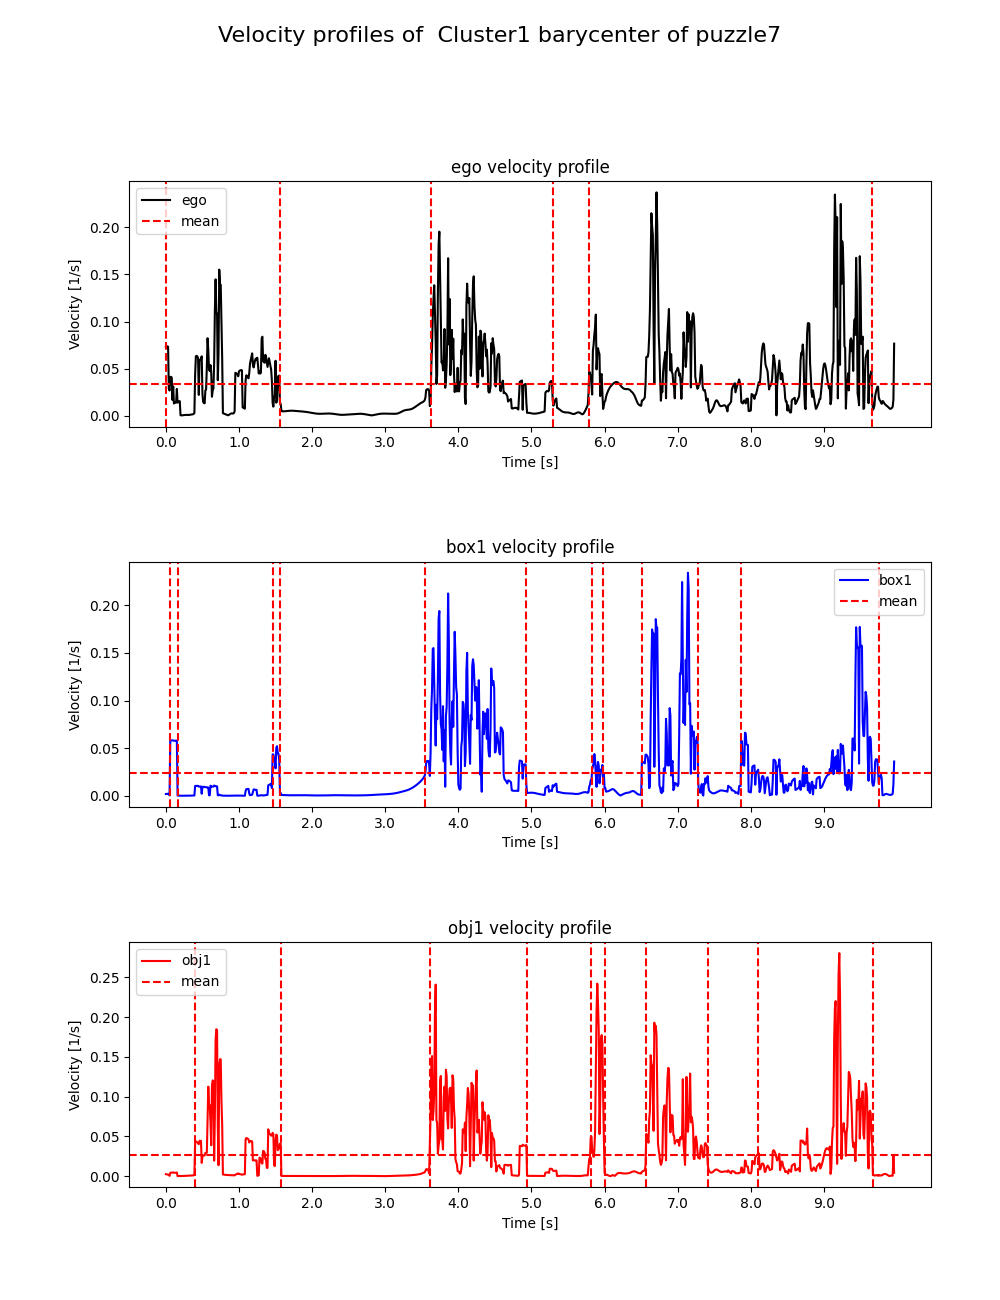 Velocity profiles of  Cluster1 barycenter of puzzle7
ego velocity profile
ego
mean
Velocity [1/s]
0.20
0.15
0.10
0.05
0.00
0.0 1.0 2.0 3.0 4.0 5.0 6.0 7.0 8.0 9.0
Time [s]
box1 velocity profile
box1
mean
Velocity [1/s]
0.20
0.15
0.10
0.05
0.00
0.0 1.0 2.0 3.0 4.0 5.0 6.0 7.0 8.0 9.0
Time [s]
obj1 velocity profile
obj1
mean
Velocity [1/s]
0.25
0.20
0.15
0.10
0.05
0.00
0.0 1.0 2.0 3.0 4.0 5.0 6.0 7.0 8.0 9.0
Time [s]